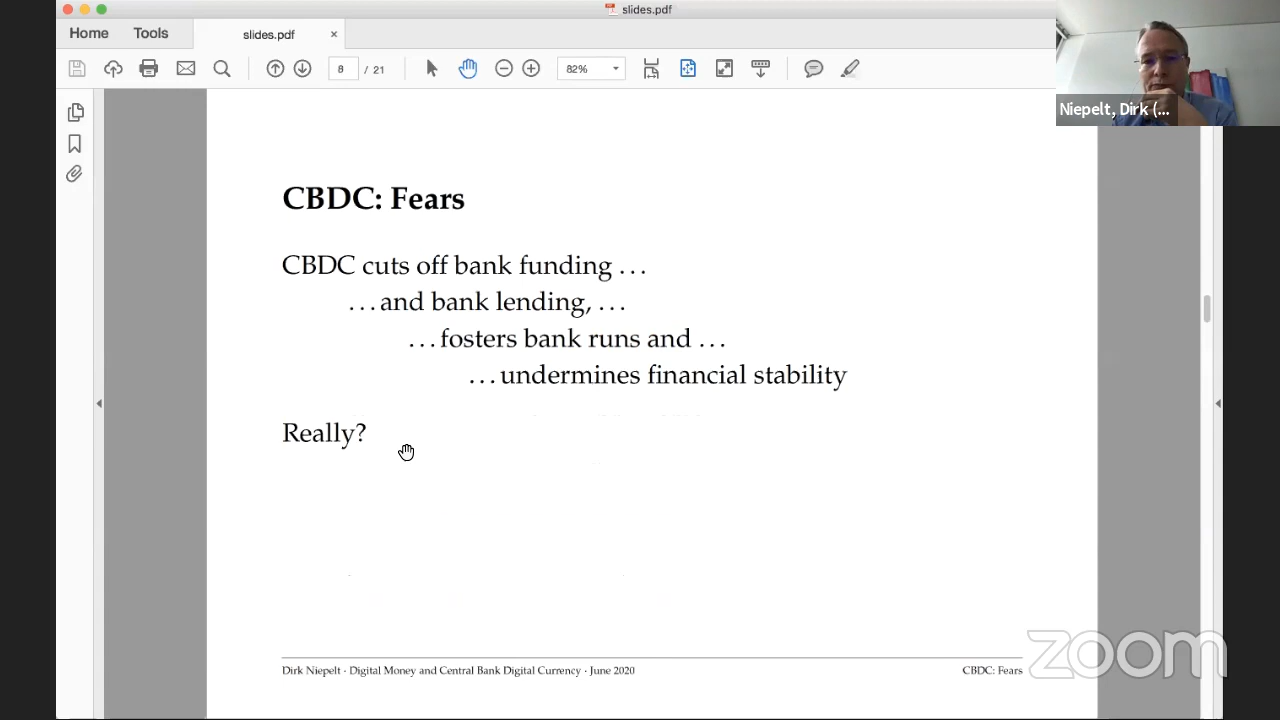 slides.pdf
Home
Tools
slides.pdf
×
8 / 21
82%
Niepelt, Dirk (...
CBDC: Fears
CBDC cuts off bank funding ...
... and bank lending, ...
... fosters bank runs and ...
... undermines financial stability
Really?
Dirk Niepelt · Digital Money and Central Bank Digital Currency · June 2020
CBDC: Fears
zoom